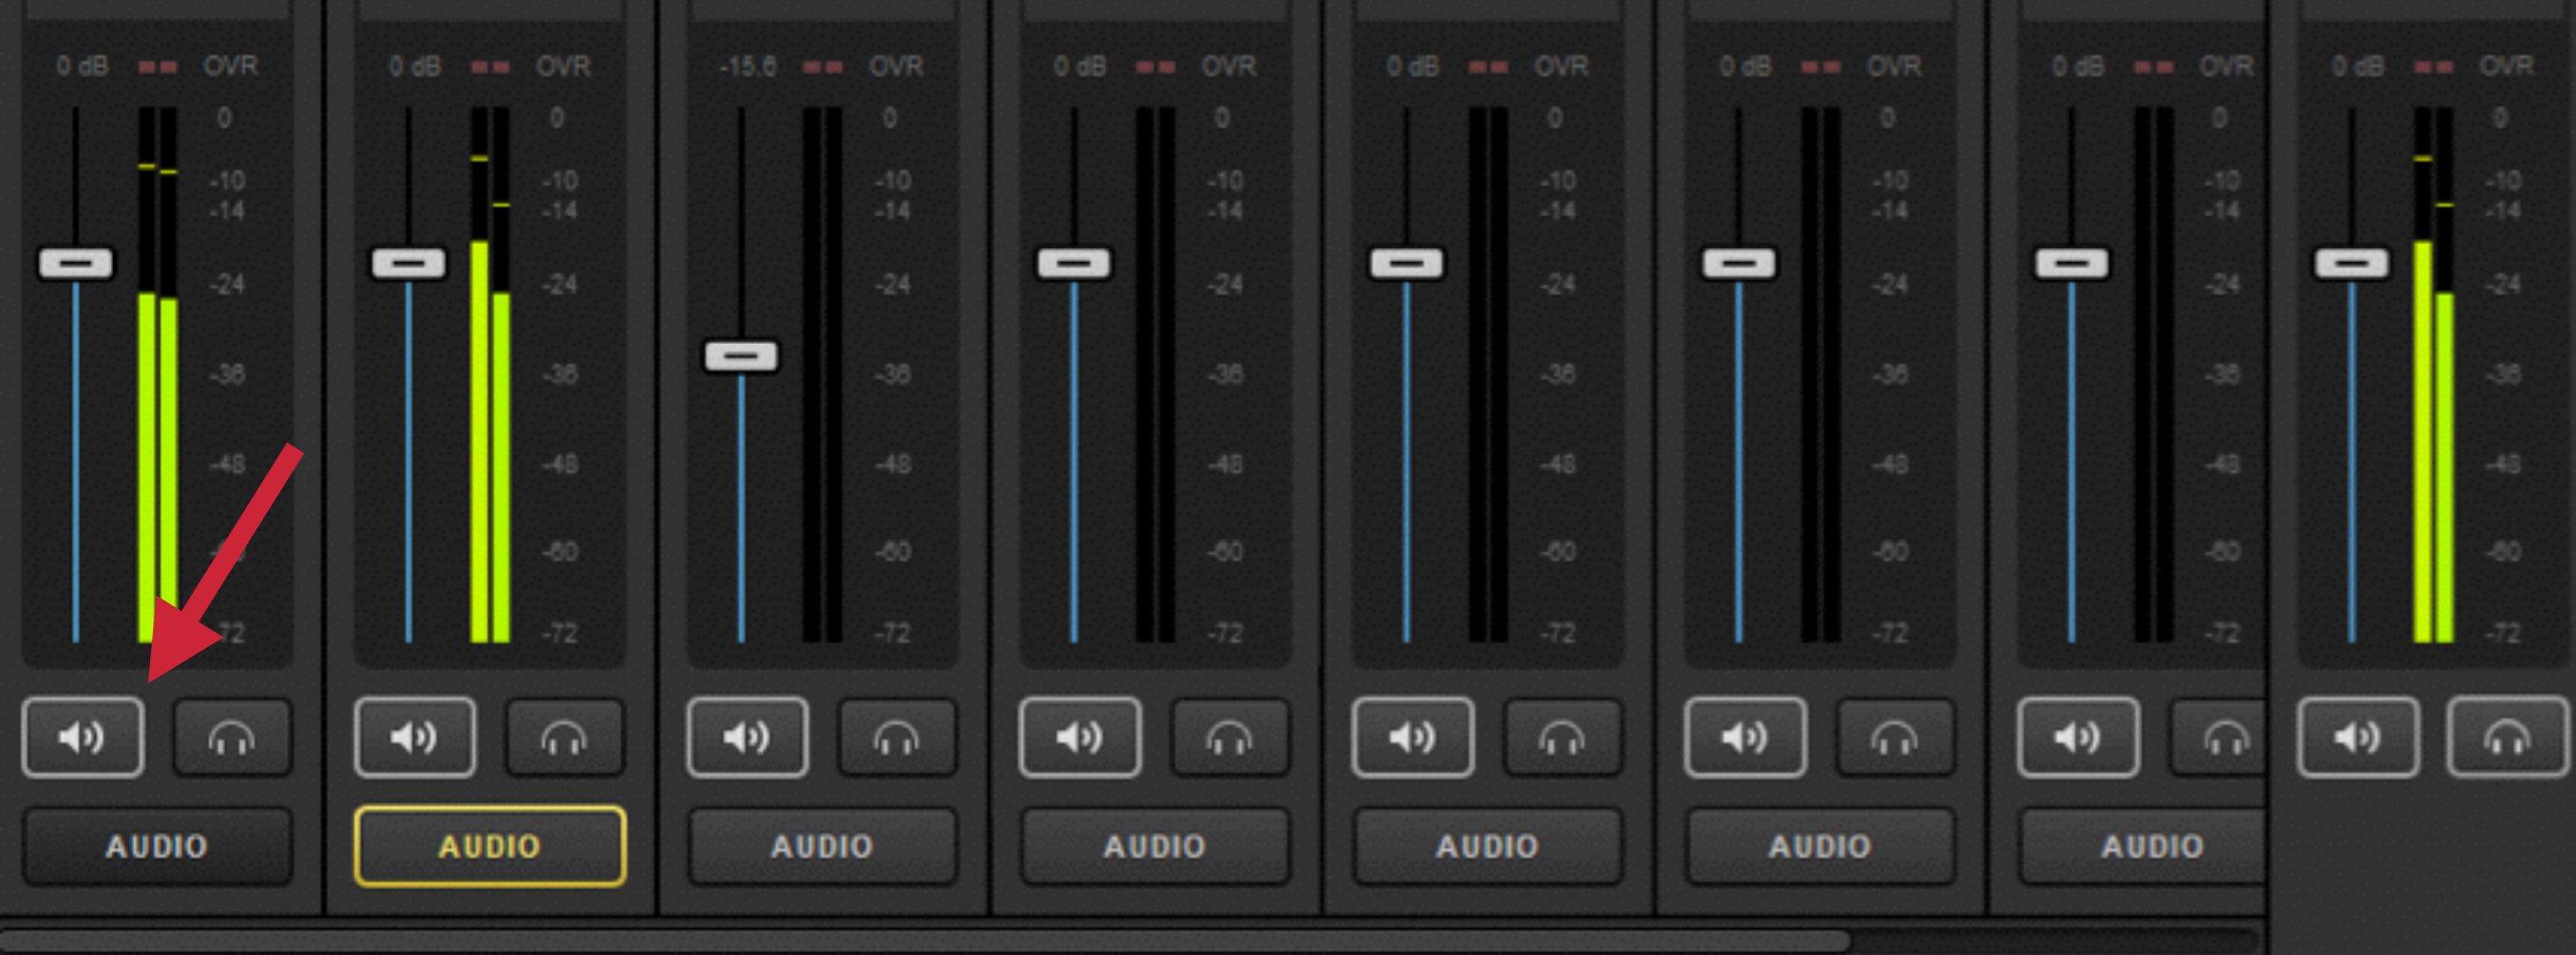 0 dB OVR 0 dB OVR -15.6 OVR 0 dB OVR 0 dB OVR 0 dB OVR 0 dB OVR 0 dB OVR
0 0 0 0 0 0 0 0
-10 -10 -10 -10 -10 -10 -10 -10
-14 -14 -14 -14 -14 -14 -14 -14
-24 -24 -24 -24 -24 -24 -24 -24
-36 -36 -36 -36 -36 -36 -36 -36
-48 -48 -48 -48 -48 -48 -48 -48
-60 -60 -60 -60 -60 -60 -60
-72 -72 -72 -72 -72 -72 -72 -72
AUDIO AUDIO AUDIO AUDIO AUDIO AUDIO AUDIO